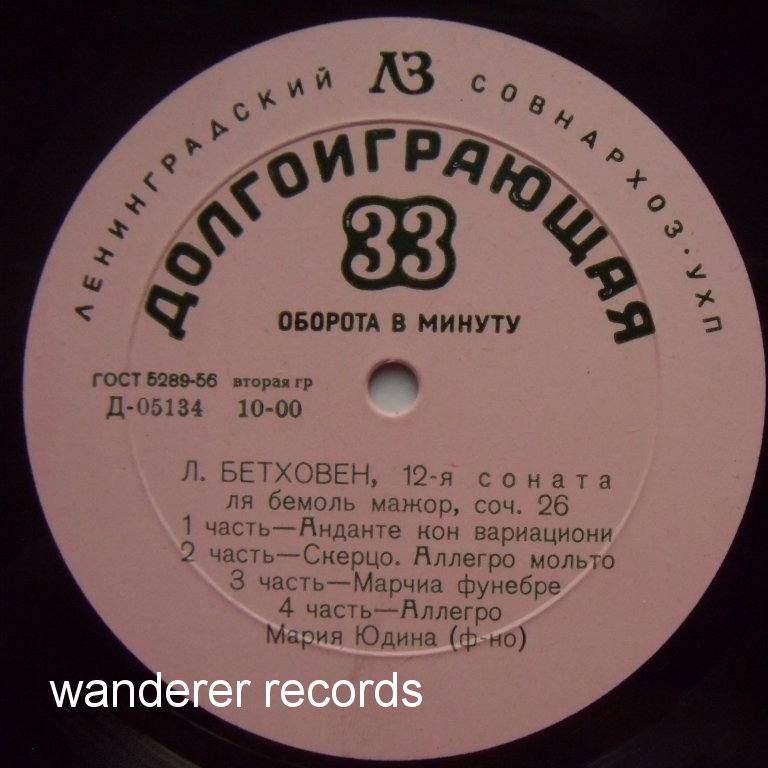 ЛЕНИНГРАДСКИЙ ЛЗ СОВНАРХОЗ·УХП
ДОЛГОИГРАЮЩАЯ
33
ОБОРОТА В МИНУТУ
ГОСТ 5289-56 вторая гр
Д-05134 10-00
Л. БЕТХОВЕН, 12-я соната
ля бемоль мажор, соч. 26
1 часть—Анданте кон вариациони
2 часть—Скерцо. Аллегро мольто
3 часть—Марчиа фунебре
4 часть—Аллегро
Мария Юдина (ф-но)
wanderer records